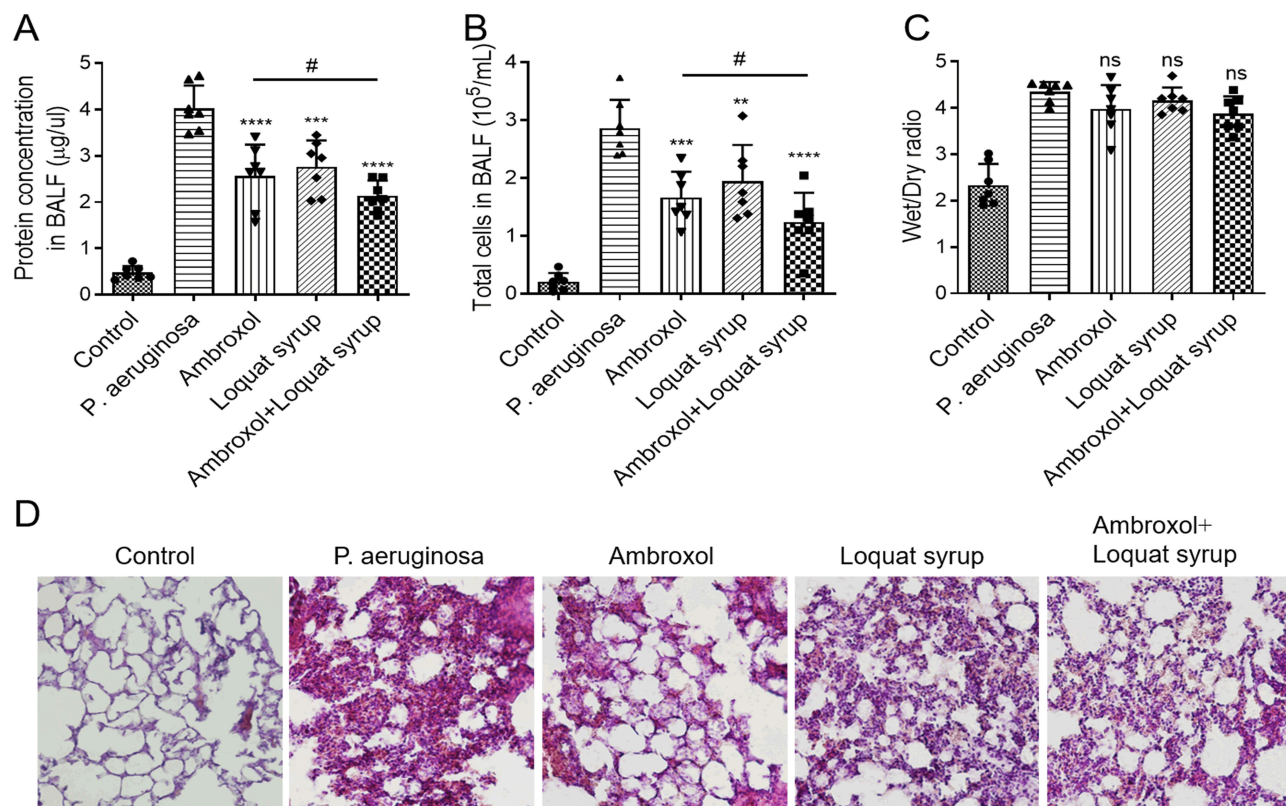 A
Protein concentration
in BALF (μg/ul)
5
4
3
2
1
0
****
***
****
#
Control
P. aeruginosa
Ambroxol
Loquat syrup
Ambroxol+Loquat syrup
B
Total cells in BALF (10⁵/mL)
4
3
2
1
0
***
**
****
#
Control
P. aeruginosa
Ambroxol
Loquat syrup
Ambroxol+Loquat syrup
C
Wet/Dry radio
5
4
3
2
1
0
ns
ns
ns
Control
P. aeruginosa
Ambroxol
Loquat syrup
Ambroxol+Loquat syrup
D
Control
P. aeruginosa
Ambroxol
Loquat syrup
Ambroxol+
Loquat syrup